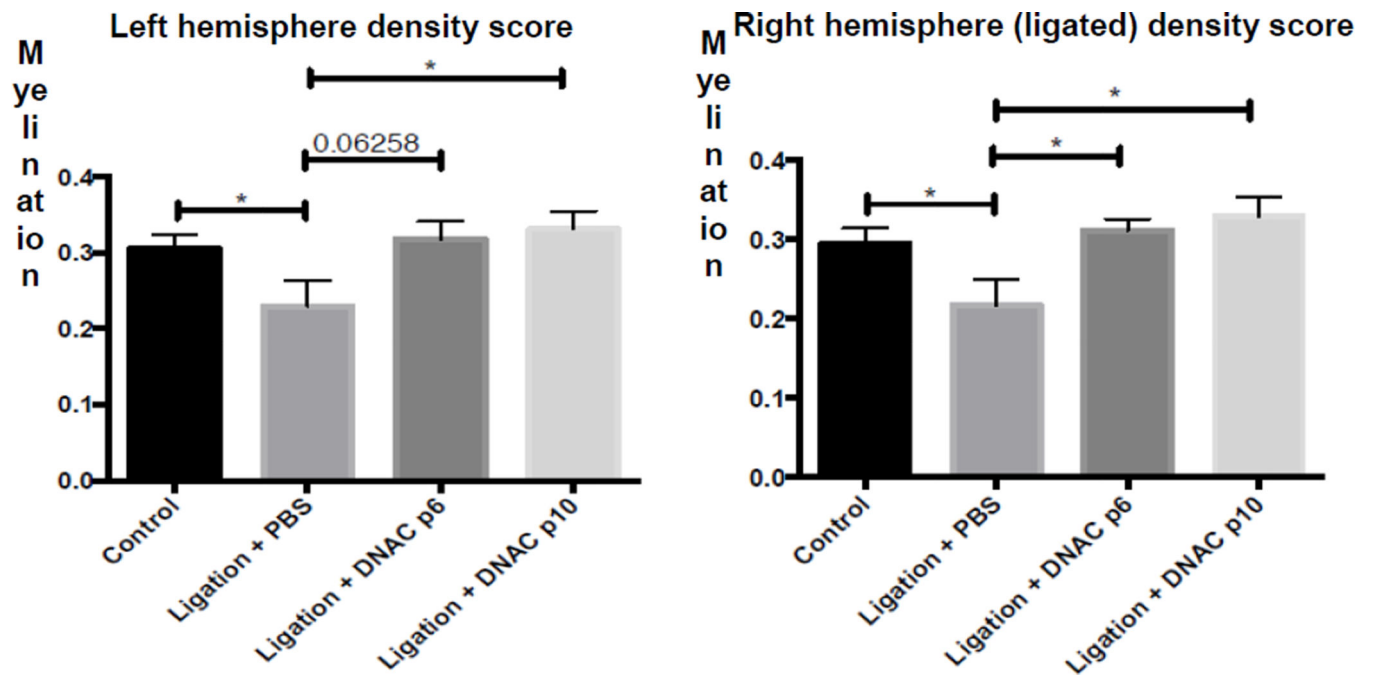 Left hemisphere density score
M
ye
li
n
at
io
n
*
0.06258
*
0.4
0.3
0.2
0.1
0.0
Control
Ligation + PBS
Ligation + DNAC p6
Ligation + DNAC p10
Right hemisphere (ligated) density score
M
ye
li
n
at
io
n
*
*
*
0.4
0.3
0.2
0.1
0.0
Control
Ligation + PBS
Ligation + DNAC p6
Ligation + DNAC p10